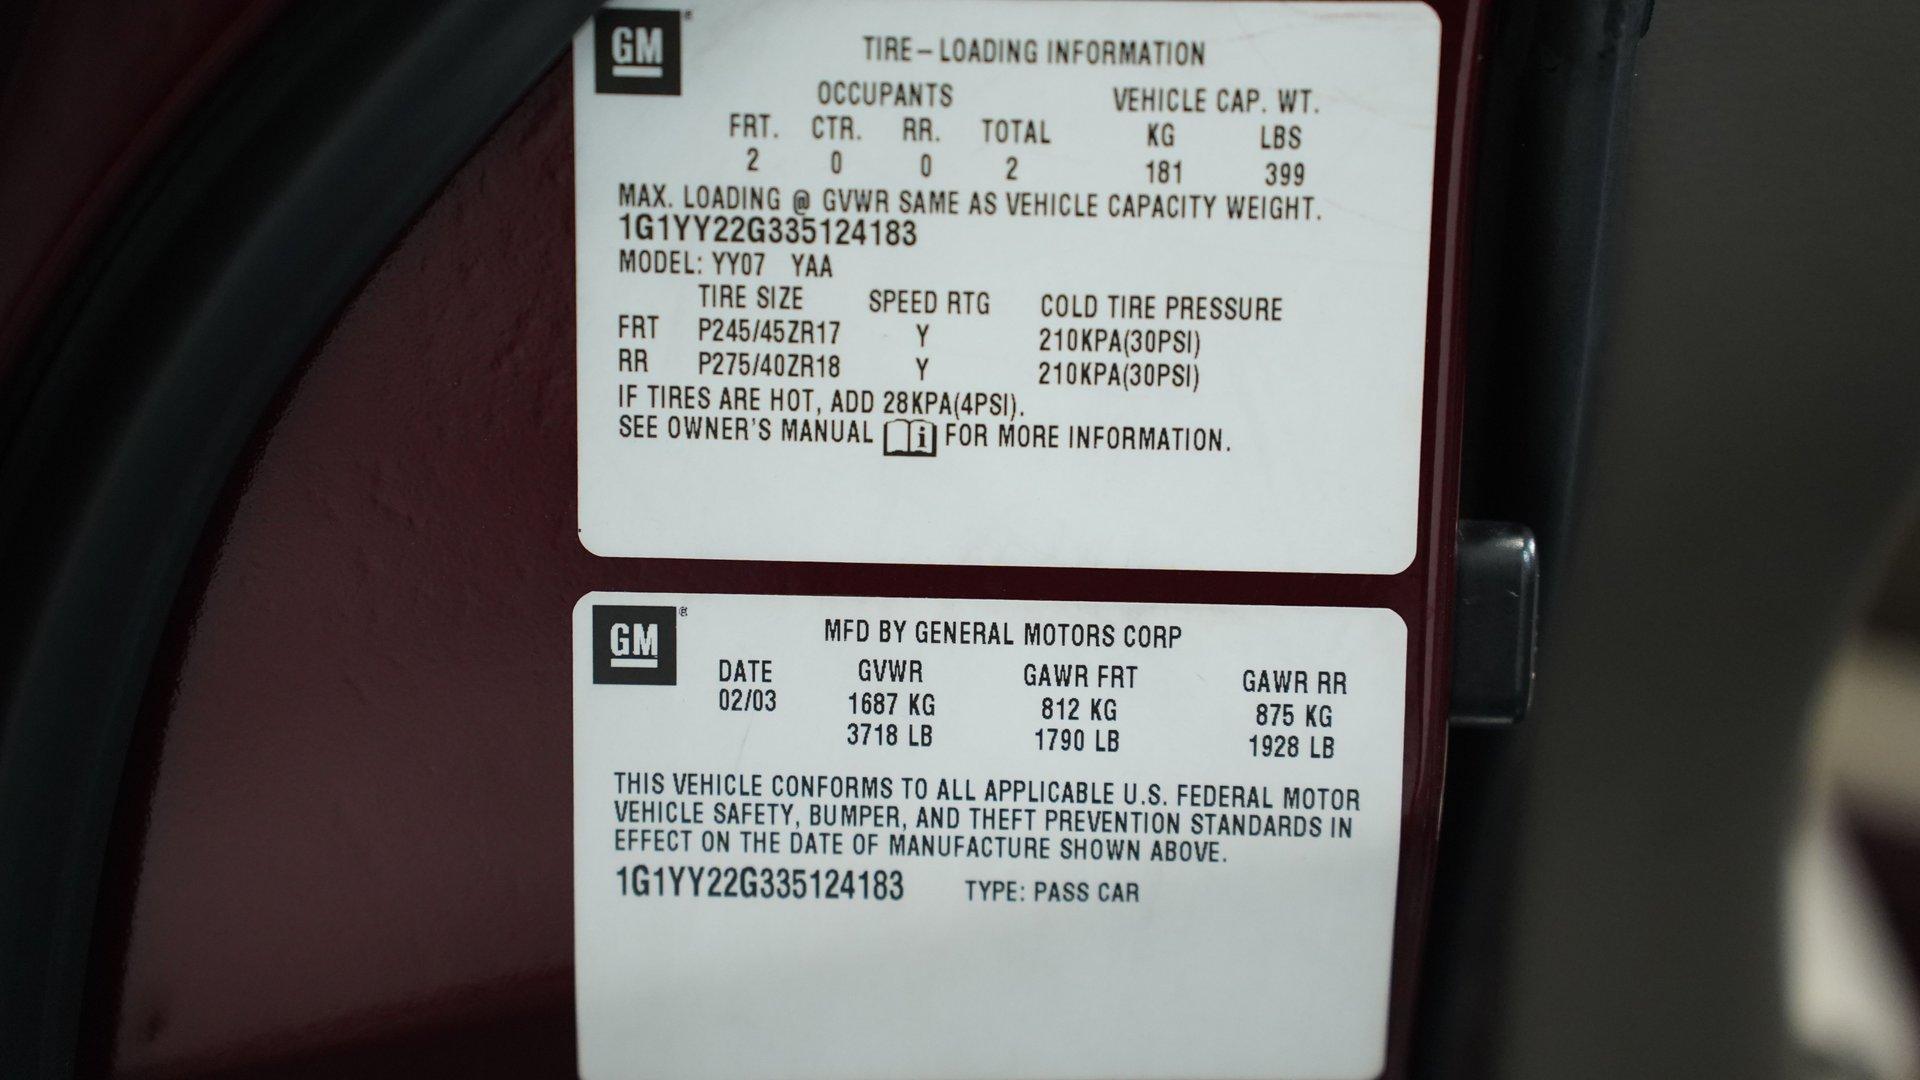 GM®
TIRE – LOADING INFORMATION
OCCUPANTS VEHICLE CAP. WT.
FRT. CTR. RR. TOTAL KG LBS
2 0 0 2 181 399
MAX. LOADING @ GVWR SAME AS VEHICLE CAPACITY WEIGHT.
1G1YY22G335124183
MODEL: YY07 YAA
TIRE SIZE SPEED RTG COLD TIRE PRESSURE
FRT P245/45ZR17 Y 210KPA(30PSI)
RR P275/40ZR18 Y 210KPA(30PSI)
IF TIRES ARE HOT, ADD 28KPA(4PSI).
SEE OWNER'S MANUAL i FOR MORE INFORMATION.
GM®
MFD BY GENERAL MOTORS CORP
DATE GVWR GAWR FRT GAWR RR
02/03 1687 KG 812 KG 875 KG
3718 LB 1790 LB 1928 LB
THIS VEHICLE CONFORMS TO ALL APPLICABLE U.S. FEDERAL MOTOR
VEHICLE SAFETY, BUMPER, AND THEFT PREVENTION STANDARDS IN
EFFECT ON THE DATE OF MANUFACTURE SHOWN ABOVE.
1G1YY22G335124183 TYPE: PASS CAR